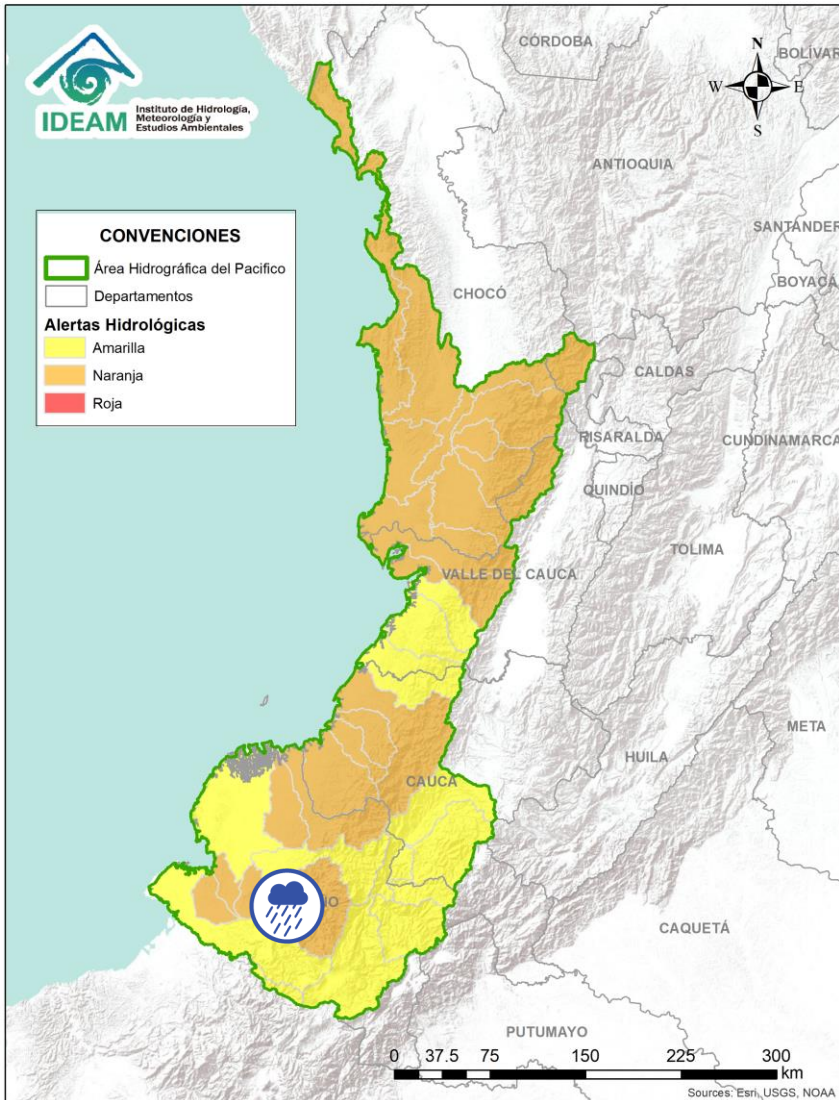 IDEAM
Instituto de Hidrología,
Meteorología y
Estudios Ambientales
N
W
E
S
CÓRDOBA
BOLÍVAR
ANTIOQUIA
SANTANDER
BOYACÁ
CHOCÓ
CALDAS
RISARALDA
CUNDINAMARCA
QUINDÍO
TOLIMA
VALLE DEL CAUCA
META
HUILA
CAUCA
NO
CAQUETÁ
PUTUMAYO
CONVENCIONES
Área Hidrográfica del Pacifico
Departamentos
Alertas Hidrológicas
Amarilla
Naranja
Roja
0 37.5 75 150 225 300
km
Sources: Esri, USGS, NOAA